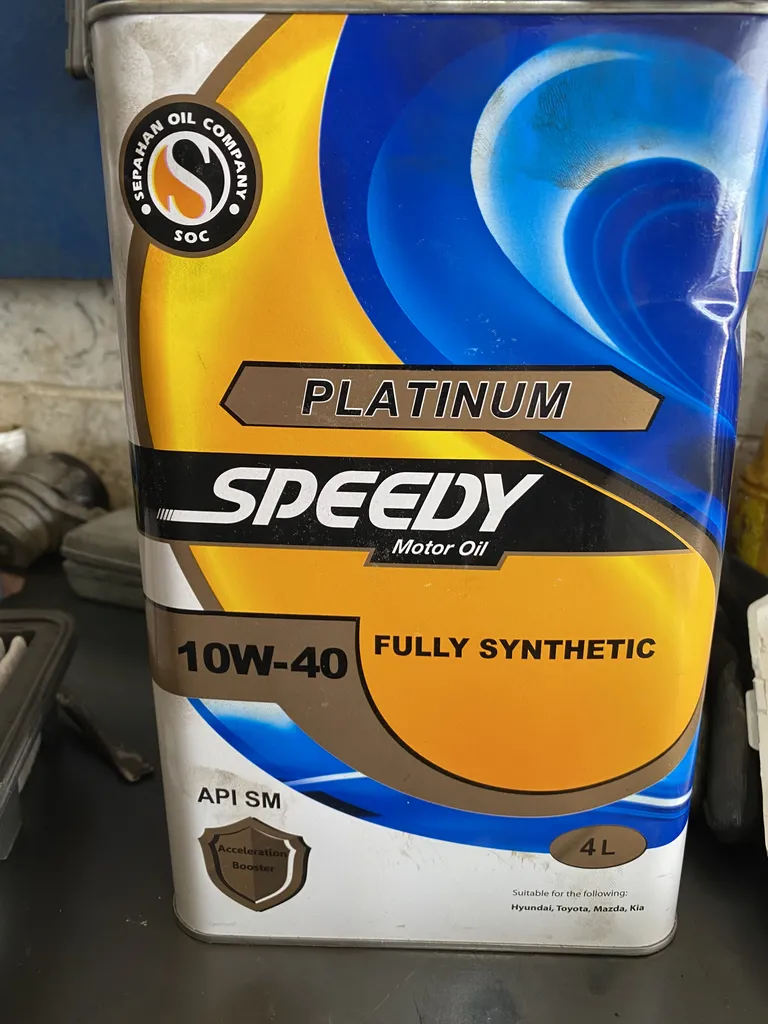 SEPAHAN OIL COMPANY
SOC
PLATINUM
SPEEDY
Motor Oil
10W-40
FULLY SYNTHETIC
API SM
Acceleration
Booster
4 L
Suitable for the following:
Hyundai, Toyota, Mazda, Kia